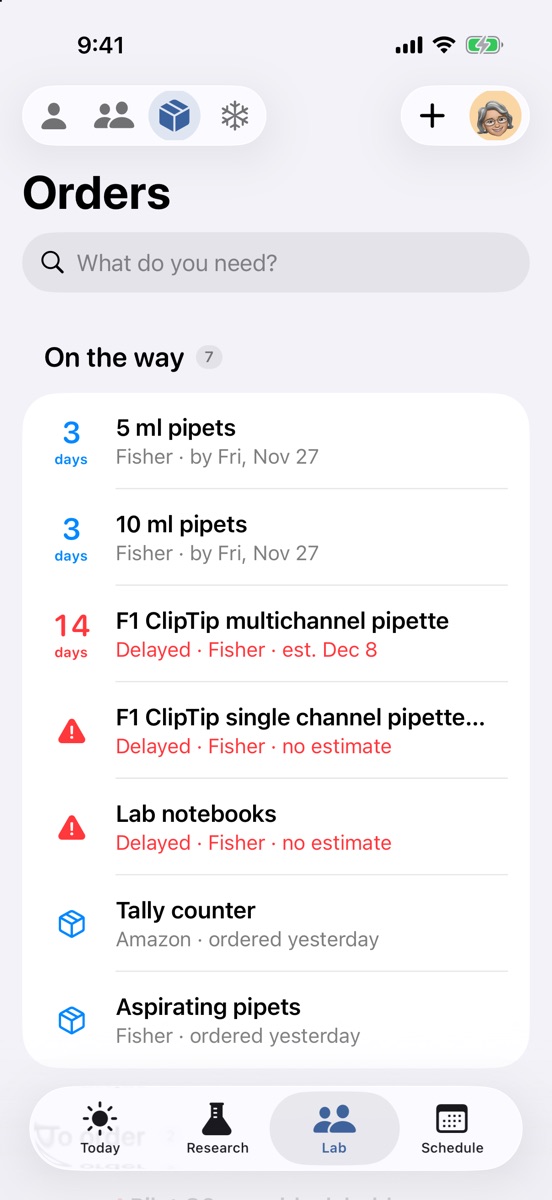 9:41
Orders
What do you need?
On the way 7
3 days
5 ml pipets
Fisher · by Fri, Nov 27
3 days
10 ml pipets
Fisher · by Fri, Nov 27
14 days
F1 ClipTip multichannel pipette
Delayed · Fisher · est. Dec 8
F1 ClipTip single channel pipette...
Delayed · Fisher · no estimate
Lab notebooks
Delayed · Fisher · no estimate
Tally counter
Amazon · ordered yesterday
Aspirating pipets
Fisher · ordered yesterday
To order
Today
Research
Lab
Schedule